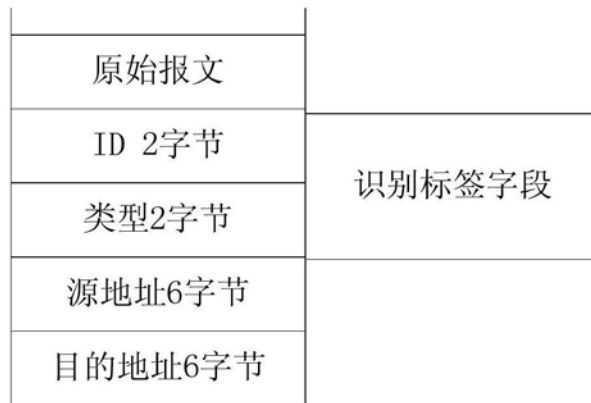 原始报文
ID 2字节
识别标签字段
类型2字节
源地址6字节
目的地址6字节